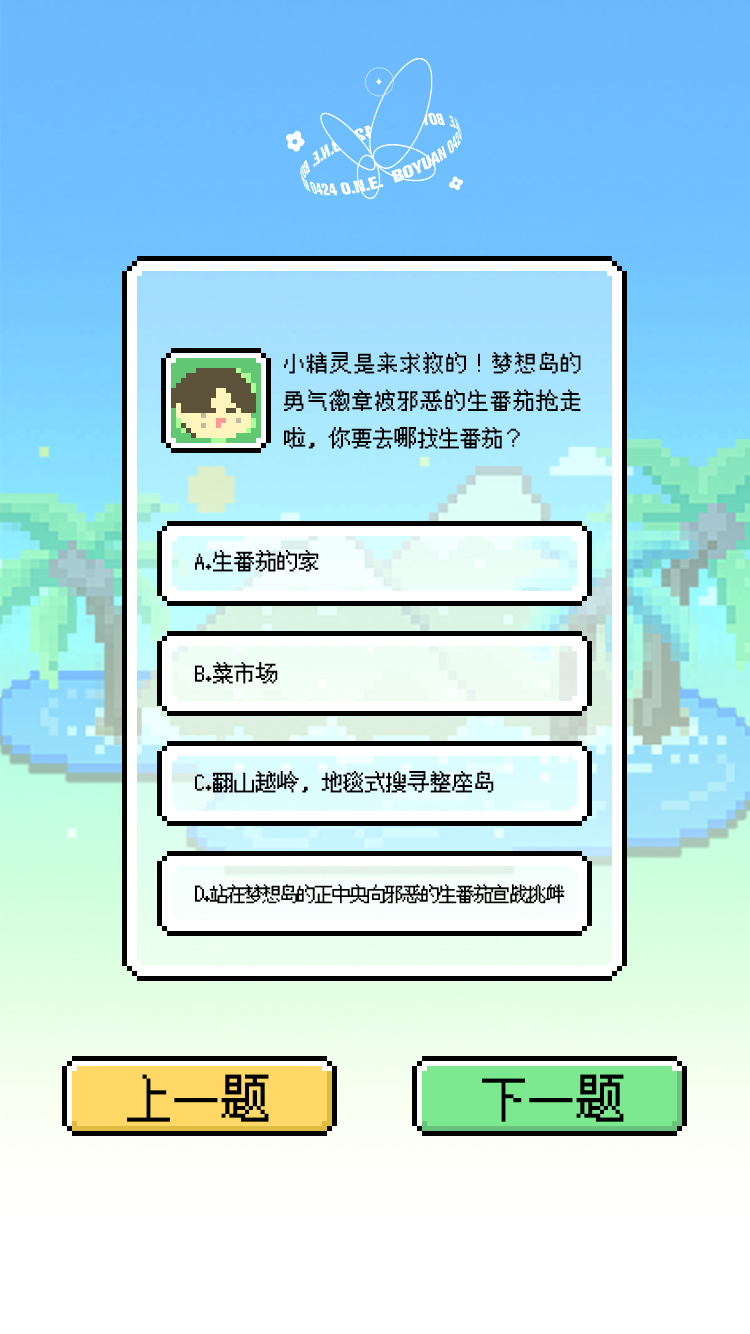 0424 O.N.E. BOYUAN 0424
小精灵是来求救的！梦想岛的
勇气徽章被邪恶的生番茄抢走
啦，你要去哪找生番茄？
A.生番茄的家
B.菜市场
C.翻山越岭，地毯式搜寻整座岛
D.站在梦想岛的正中央向邪恶的生番茄宣战挑衅
上一题
下一题